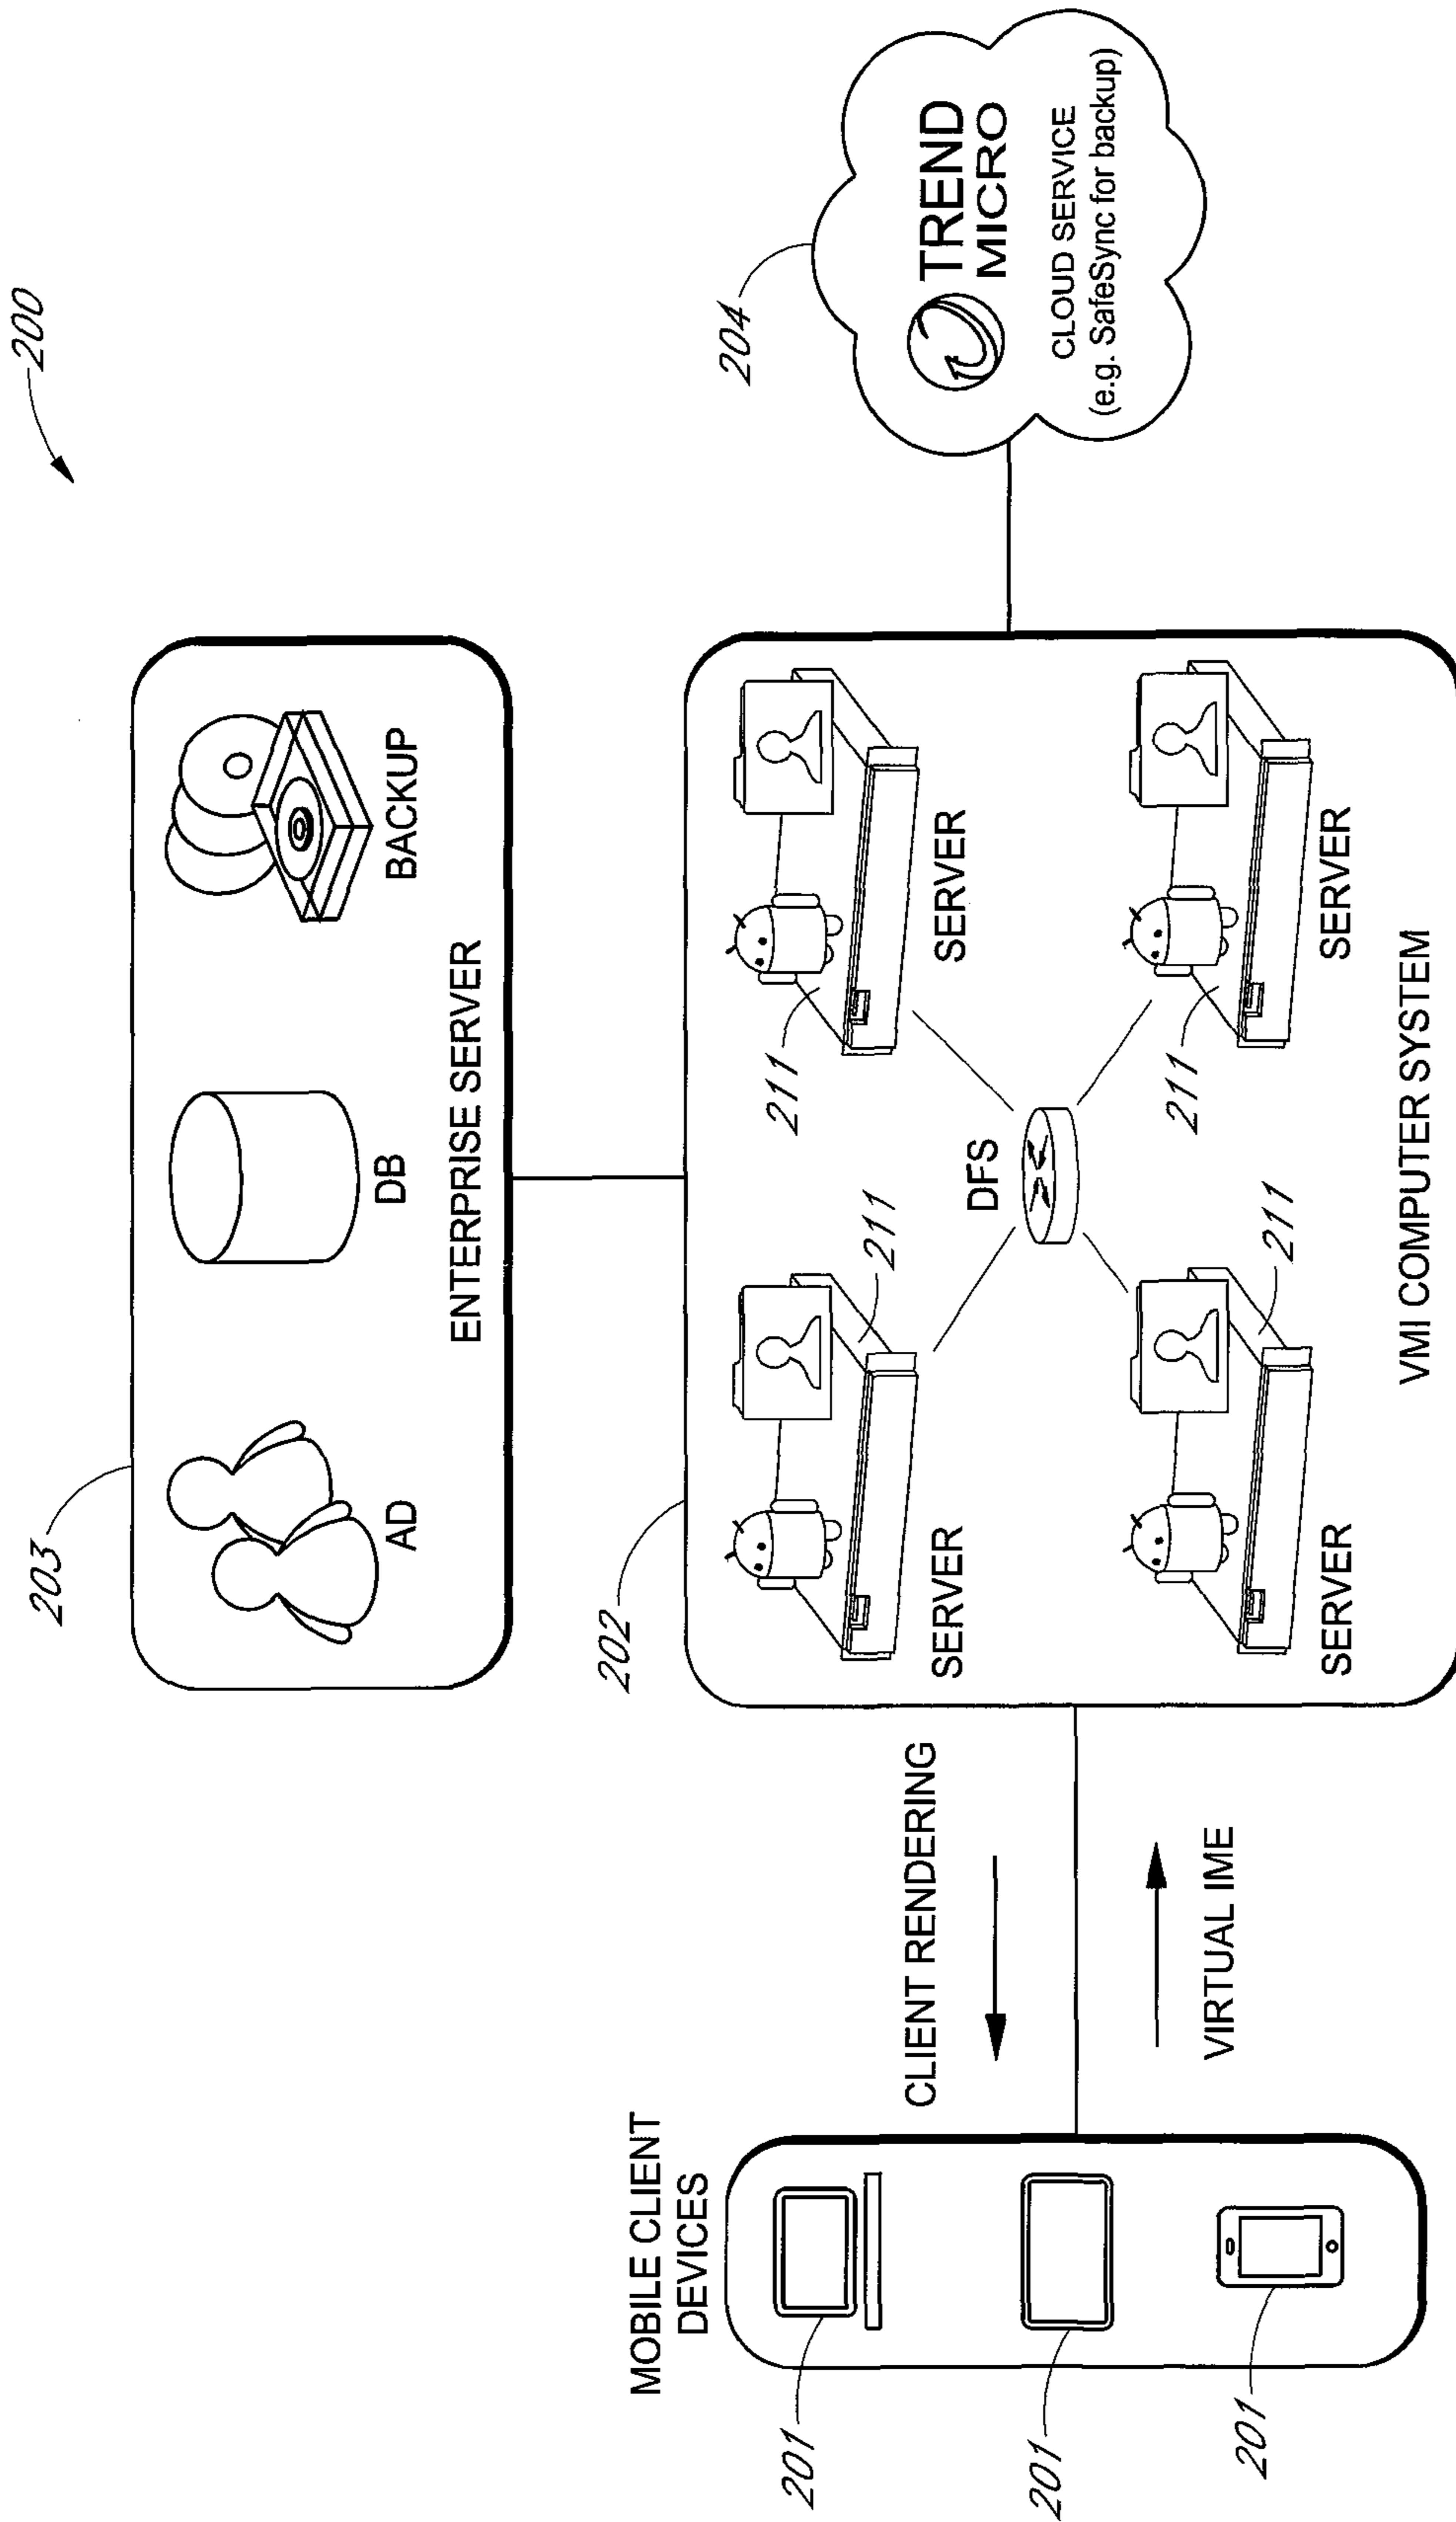 200
203
AD
DB
BACKUP
ENTERPRISE SERVER
MOBILE CLIENT
DEVICES
201
201
201
CLIENT RENDERING
VIRTUAL IME
202
211
SERVER
211
SERVER
DFS
211
SERVER
211
SERVER
VMI COMPUTER SYSTEM
204
TREND
MICRO
CLOUD SERVICE
(e.g. SafeSync for backup)